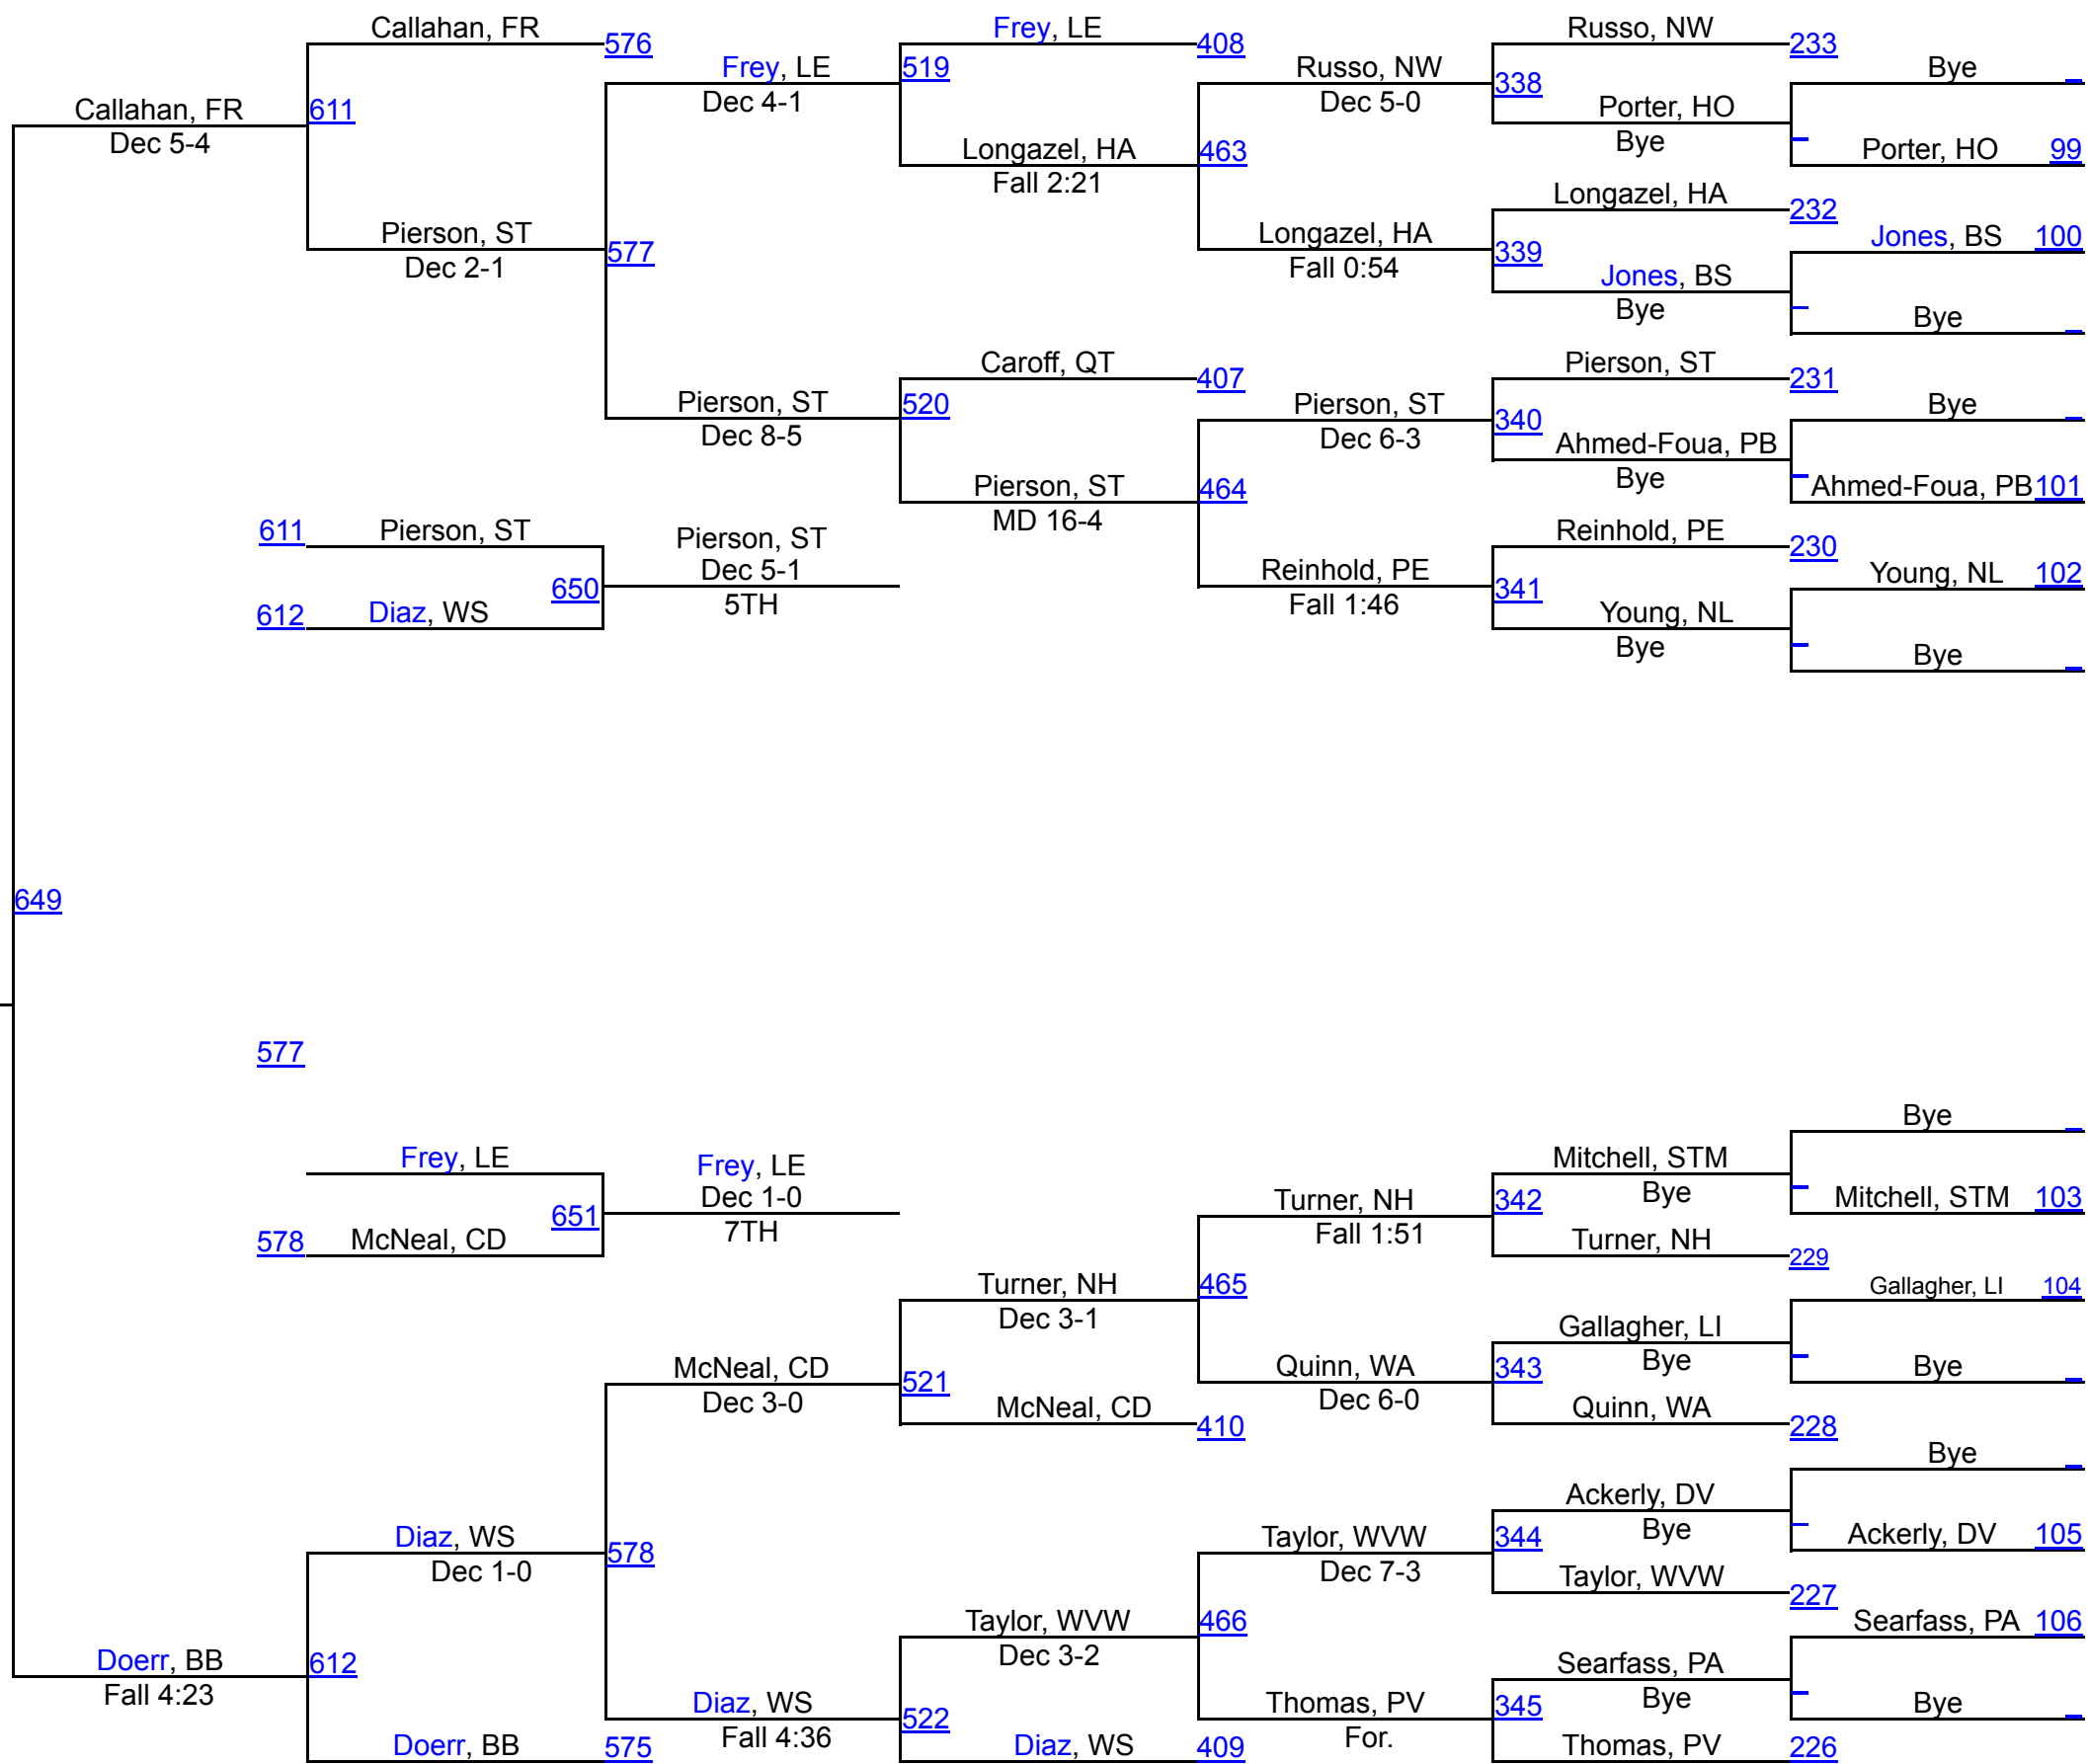 Callahan, FR
576
Frey, LE
408
Russo, NW
233
Frey, LE
519
Russo, NW
338
Bye
Dec 4-1
Dec 5-0
Porter, HO
Callahan, FR
611
Dec 5-4
Longazel, HA
463
Bye
Porter, HO
99
Fall 2:21
Longazel, HA
232
Pierson, ST
577
Longazel, HA
339
Jones, BS
100
Dec 2-1
Fall 0:54
Jones, BS
Bye
Bye
Caroff, QT
407
Pierson, ST
231
Pierson, ST
520
Pierson, ST
340
Bye
Dec 8-5
Dec 6-3
Ahmed-Foua, PB
Pierson, ST
464
Bye
Ahmed-Foua, PB
101
MD 16-4
611
Pierson, ST
Pierson, ST
Reinhold, PE
230
650
Dec 5-1
Reinhold, PE
341
Young, NL
102
5TH
Fall 1:46
612
Diaz, WS
Young, NL
Bye
Bye
649
577
Bye
Frey, LE
Frey, LE
Mitchell, STM
Dec 1-0
Turner, NH
342
Bye
Mitchell, STM
103
651
7TH
Fall 1:51
578
McNeal, CD
Turner, NH
229
Turner, NH
465
Gallagher, LI
104
Dec 3-1
Gallagher, LI
McNeal, CD
521
Quinn, WA
343
Bye
Bye
Dec 3-0
Dec 6-0
McNeal, CD
410
Quinn, WA
228
Bye
Ackerly, DV
Diaz, WS
578
Taylor, WVW
344
Bye
Ackerly, DV
105
Dec 1-0
Dec 7-3
Taylor, WVW
227
Taylor, WVW
466
Searfass, PA
106
Dec 3-2
Doerr, BB
612
Searfass, PA
Fall 4:23
Diaz, WS
522
Thomas, PV
345
Bye
Bye
Fall 4:36
For.
Doerr, BB
575
Diaz, WS
409
Thomas, PV
226